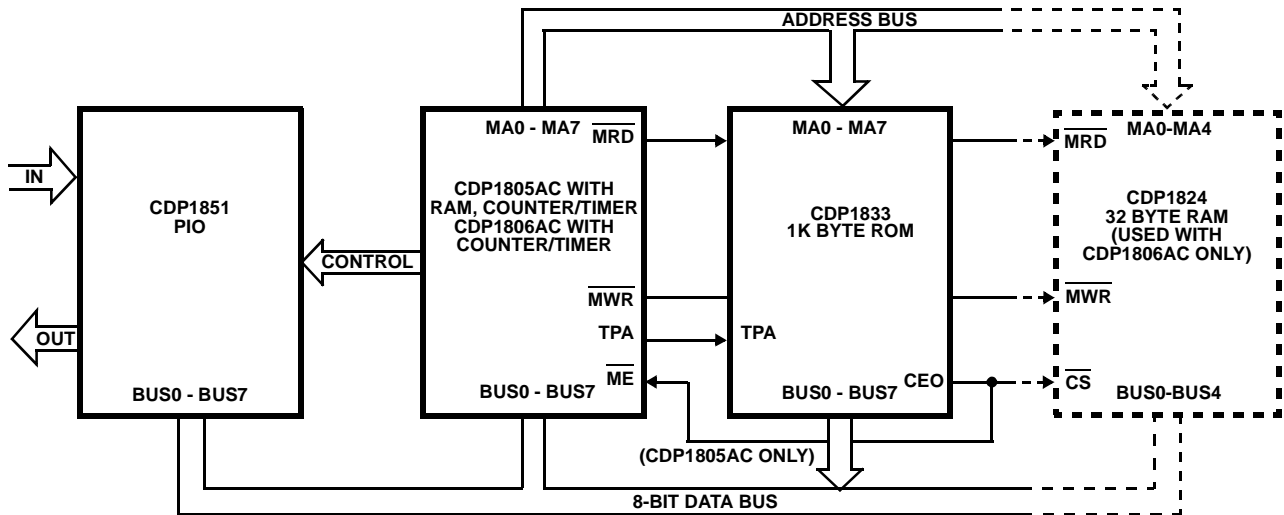 ADDRESS BUS
IN
OUT
CDP1851
PIO
BUS0 - BUS7
CONTROL
MA0 - MA7
MRD
CDP1805AC WITH
RAM, COUNTER/TIMER
CDP1806AC WITH
COUNTER/TIMER
MWR
TPA
ME
BUS0 - BUS7
(CDP1805AC ONLY)
MA0 - MA7
CDP1833
1K BYTE ROM
TPA
CEO
BUS0 - BUS7
MA0-MA4
MRD
CDP1824
32 BYTE RAM
(USED WITH
CDP1806AC ONLY)
MWR
CS
BUS0-BUS4
8-BIT DATA BUS